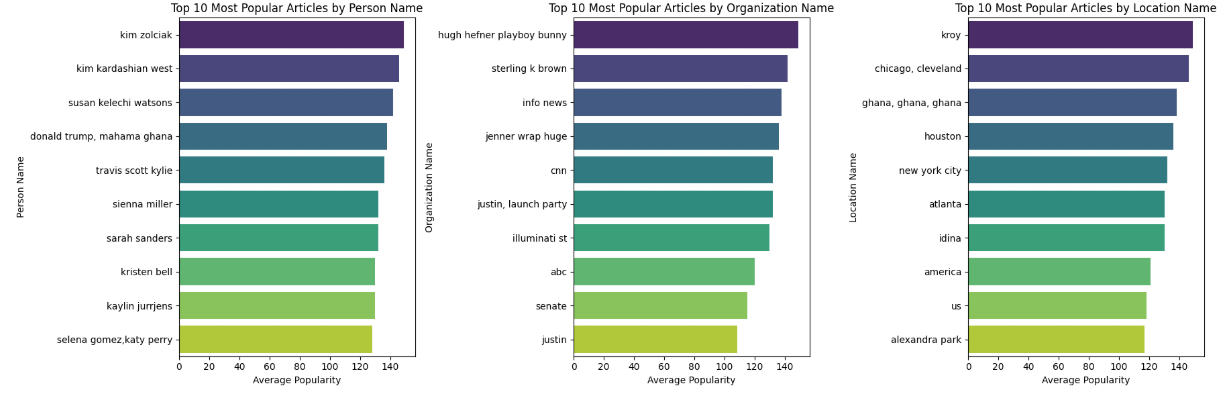 Top 10 Most Popular Articles by Person Name
kim zolciak
kim kardashian west
susan kelechi watsons
donald trump, mahama ghana
travis scott kylie
sienna miller
sarah sanders
kristen bell
kaylin jurrjens
selena gomez,katy perry
Person Name
0 20 40 60 80 100 120 140
Average Popularity
Top 10 Most Popular Articles by Organization Name
hugh hefner playboy bunny
sterling k brown
info news
jenner wrap huge
cnn
justin, launch party
illuminati st
abc
senate
justin
Organization Name
0 20 40 60 80 100 120 140
Average Popularity
Top 10 Most Popular Articles by Location Name
kroy
chicago, cleveland
ghana, ghana, ghana
houston
new york city
atlanta
idina
america
us
alexandra park
Location Name
0 20 40 60 80 100 120 140
Average Popularity